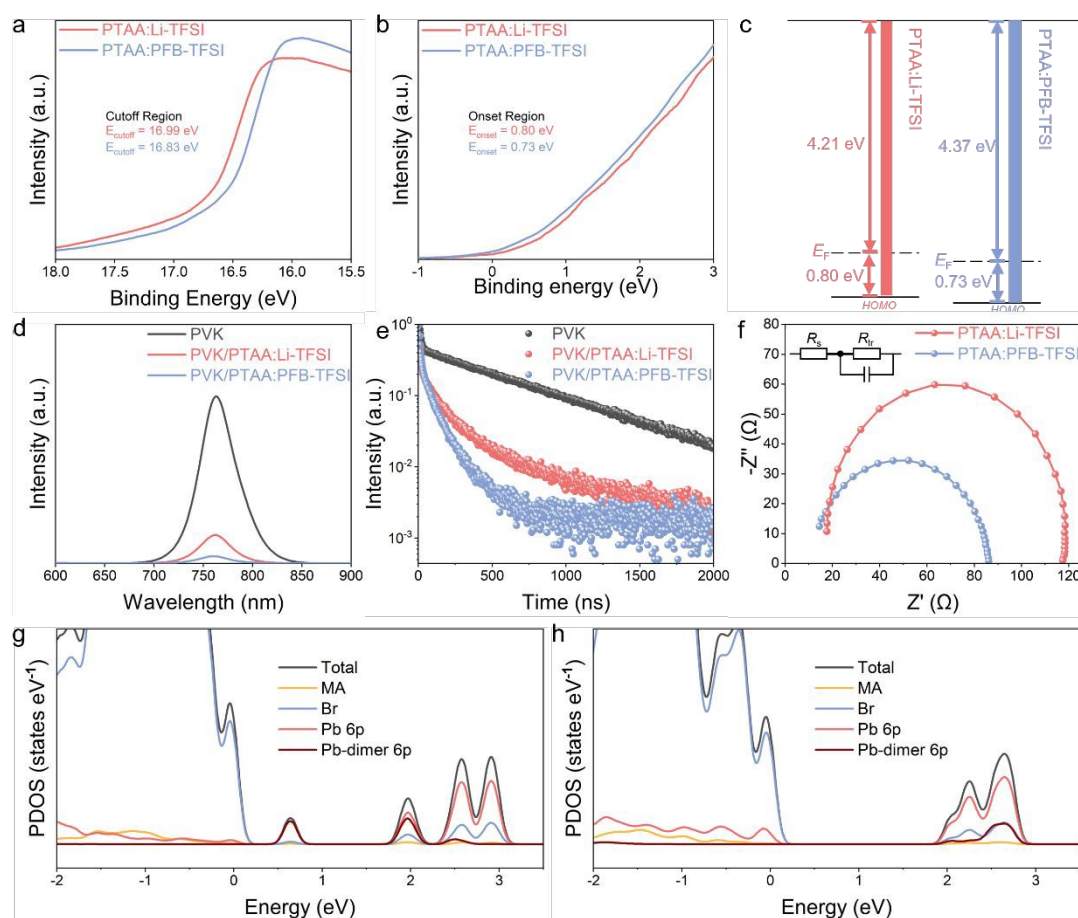 a
PTAA:Li-TFSI
PTAA:PFB-TFSI
Cutoff Region
Ecutoff = 16.99 eV
Ecutoff = 16.83 eV
Intensity (a.u.)
18.0 17.5 17.0 16.5 16.0 15.5
Binding Energy (eV)
b
PTAA:Li-TFSI
PTAA:PFB-TFSI
Onset Region
Eonset = 0.80 eV
Eonset = 0.73 eV
Intensity (a.u.)
-1 0 1 2 3
Binding energy (eV)
c
PTAA:Li-TFSI
4.21 eV
EF
0.80 eV
HOMO
PTAA:PFB-TFSI
4.37 eV
EF
0.73 eV
HOMO
d
PVK
PVK/PTAA:Li-TFSI
PVK/PTAA:PFB-TFSI
Intensity (a.u.)
600 650 700 750 800 850 900
Wavelength (nm)
e
PVK
PVK/PTAA:Li-TFSI
PVK/PTAA:PFB-TFSI
Intensity (a.u.)
10⁰
10⁻¹
10⁻²
10⁻³
0 500 1000 1500 2000
Time (ns)
f
PTAA:Li-TFSI
PTAA:PFB-TFSI
Rs
Rtr
-Z'' (Ω)
80
70
60
50
40
30
20
10
0
0 20 40 60 80 100 120
Z' (Ω)
g
Total
MA
Br
Pb 6p
Pb-dimer 6p
PDOS (states eV⁻¹)
-2 -1 0 1 2 3
Energy (eV)
h
Total
MA
Br
Pb 6p
Pb-dimer 6p
PDOS (states eV⁻¹)
-2 -1 0 1 2 3
Energy (eV)